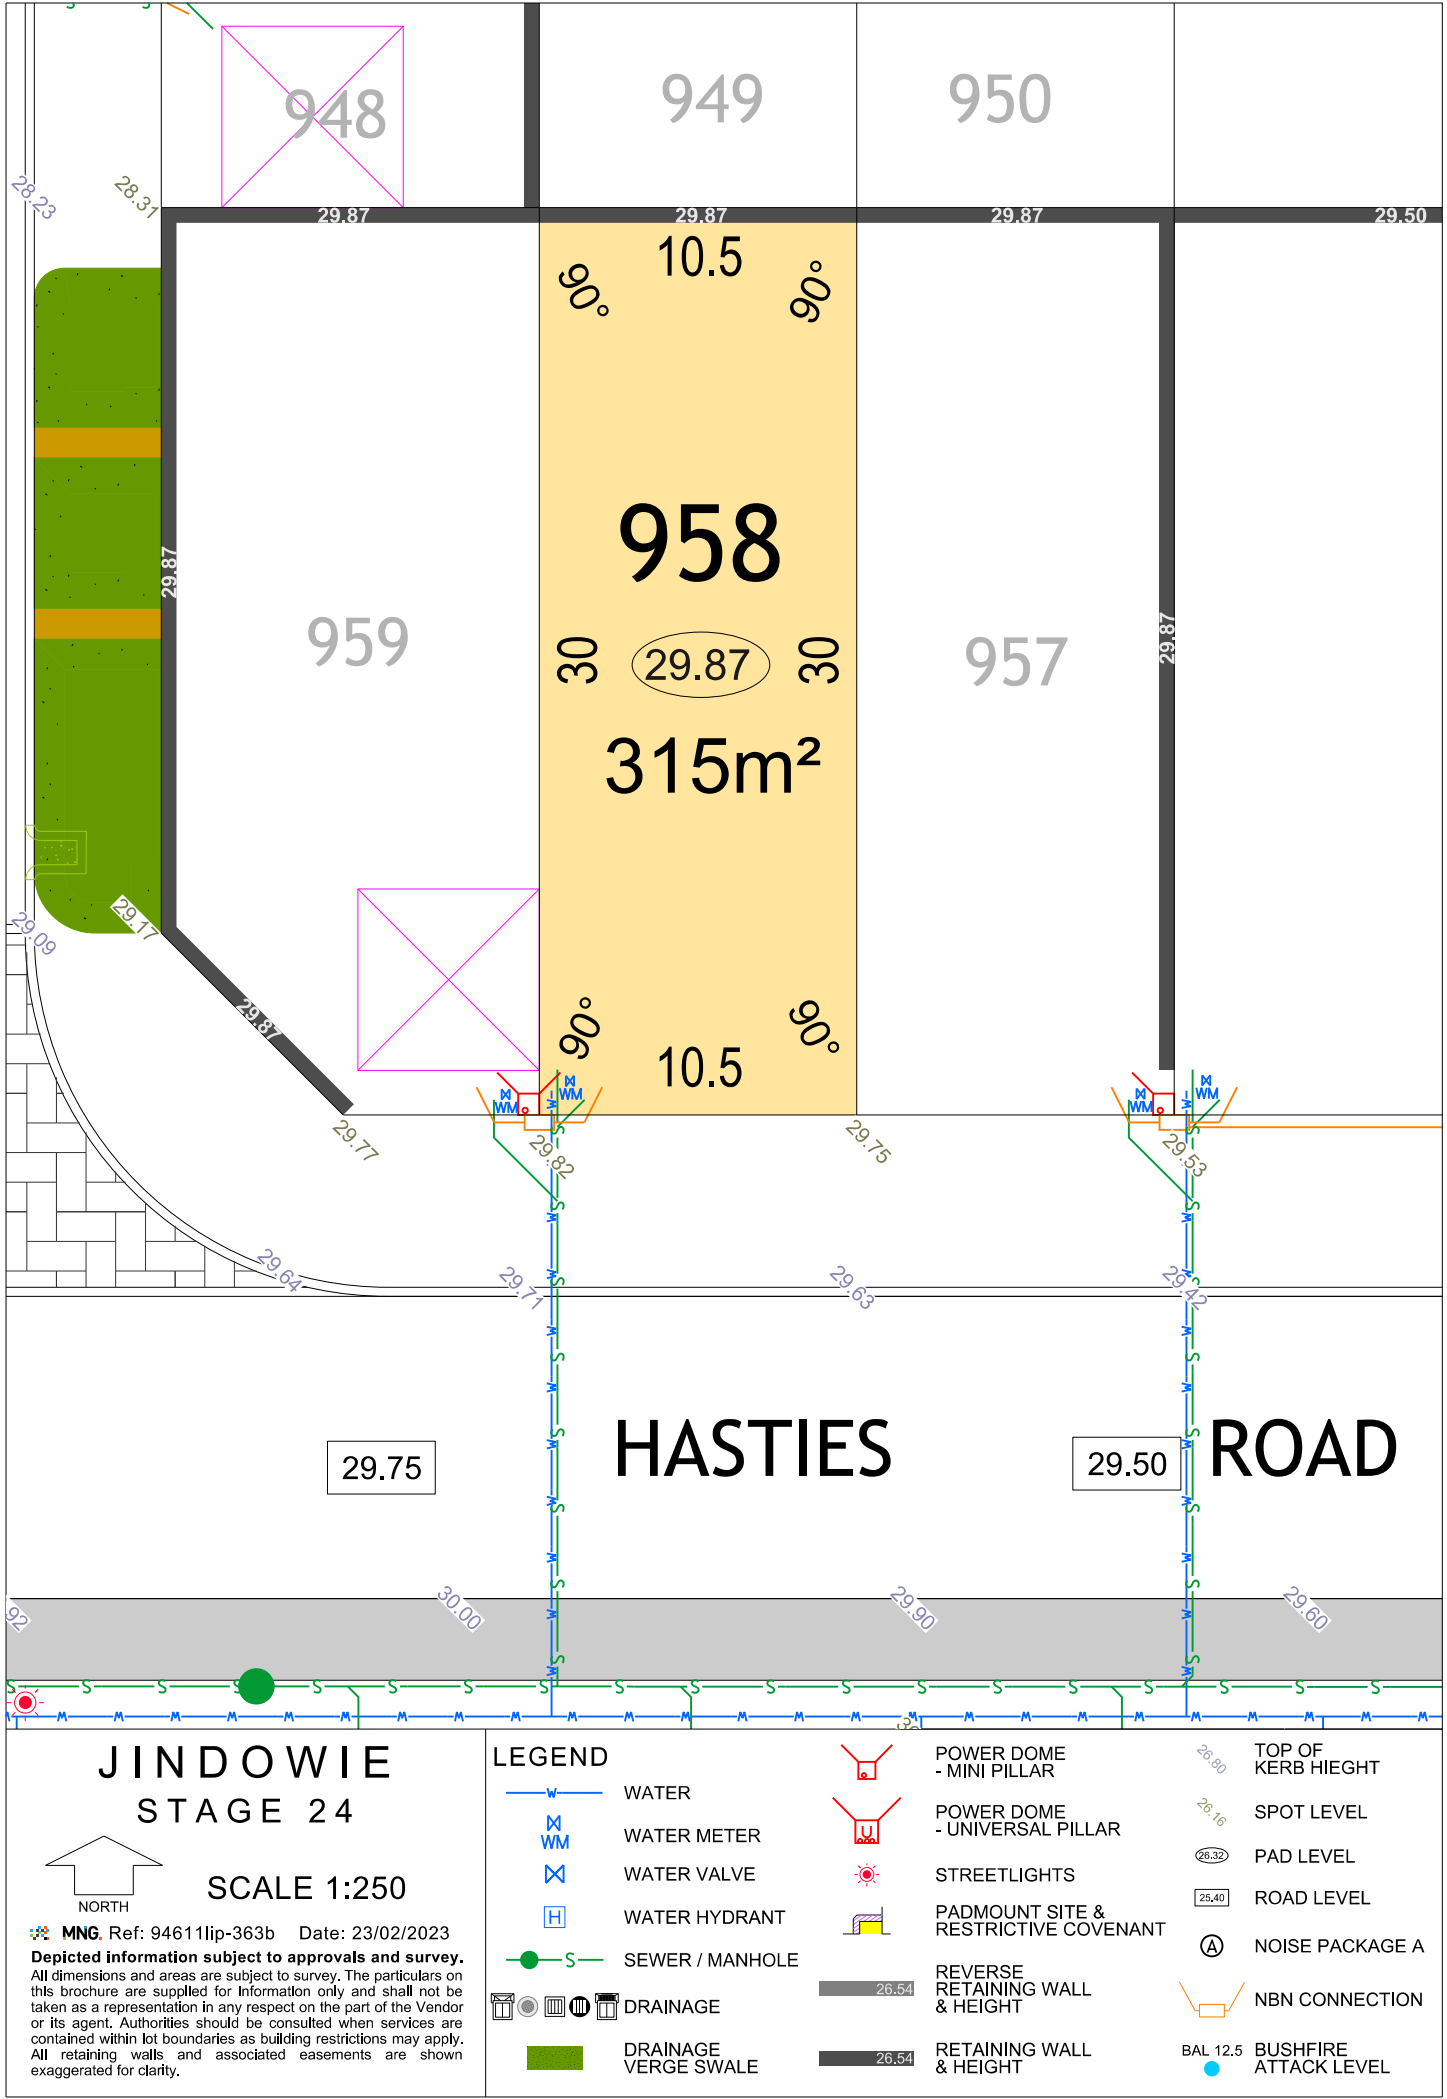 948
949
950
28.23
28.31
29.87
29.87
29.87
29.50
10.5
90°
90°
958
29.87
959
30
29.87
30
957
29.87
315m²
29.17
29.09
29.87
90°
90°
10.5
WM
WM
WM
WM
29.77
29.82
29.75
29.53
29.64
29.71
29.63
29.42
HASTIES ROAD
29.75
29.50
92
30.00
29.90
29.60
JINDOWIE
STAGE 24
NORTH
SCALE 1:250
MNG. Ref: 94611lip-363b Date: 23/02/2023
Depicted information subject to approvals and survey.
All dimensions and areas are subject to survey. The particulars on
this brochure are supplied for information only and shall not be
taken as a representation in any respect on the part of the Vendor
or its agent. Authorities should be consulted when services are
contained within lot boundaries as building restrictions may apply.
All retaining walls and associated easements are shown
exaggerated for clarity.
LEGEND
W WATER
WM WATER METER
WATER VALVE
H WATER HYDRANT
S SEWER / MANHOLE
DRAINAGE
DRAINAGE
VERGE SWALE
POWER DOME
- MINI PILLAR
U POWER DOME
- UNIVERSAL PILLAR
STREETLIGHTS
PADMOUNT SITE &
RESTRICTIVE COVENANT
26.54 REVERSE
RETAINING WALL
& HEIGHT
26.54 RETAINING WALL
& HEIGHT
26.80 TOP OF
KERB HIEGHT
26.16 SPOT LEVEL
26.32 PAD LEVEL
25.40 ROAD LEVEL
A NOISE PACKAGE A
NBN CONNECTION
BAL 12.5 BUSHFIRE
ATTACK LEVEL